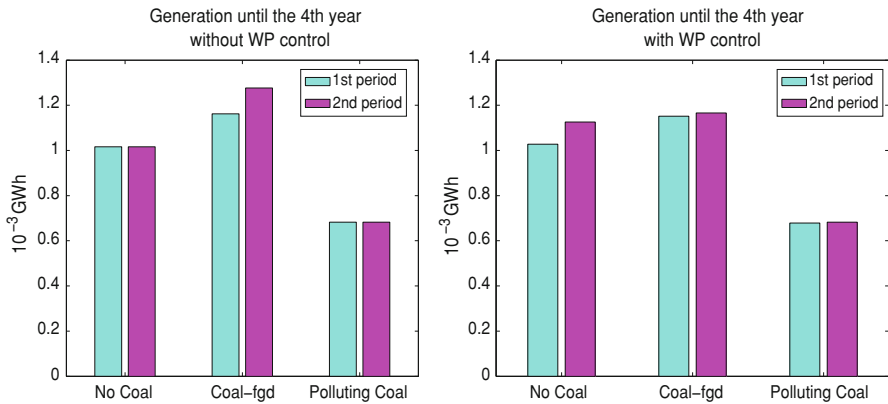 Generation until the 4th year
without WP control
10⁻³GWh
1.4
1.2
1
0.8
0.6
0.4
0.2
0
1st period
2nd period
No Coal
Coal–fgd
Polluting Coal
Generation until the 4th year
with WP control
10⁻³GWh
1.4
1.2
1
0.8
0.6
0.4
0.2
0
1st period
2nd period
No Coal
Coal–fgd
Polluting Coal